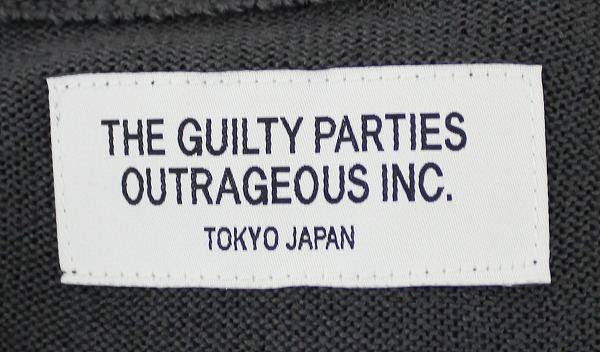 THE GUILTY PARTIES
OUTRAGEOUS INC.
TOKYO JAPAN